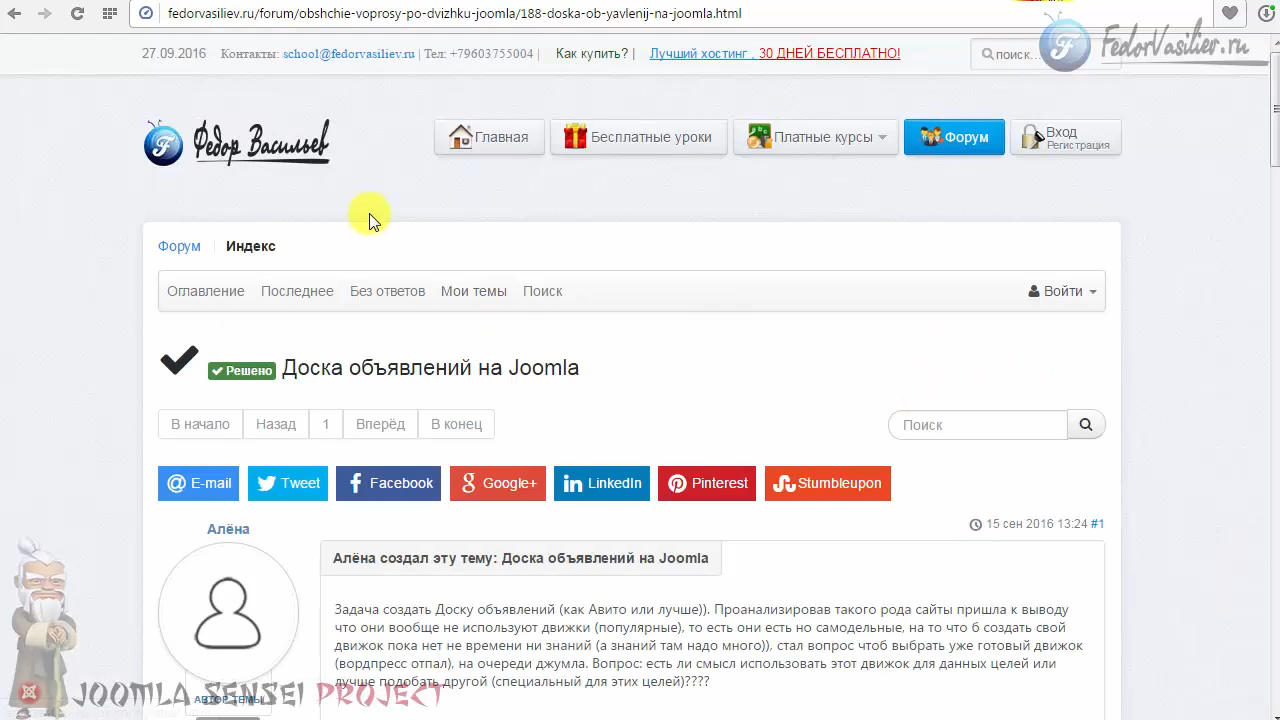 fedorvasiliev.ru/forum/obshchie-voprosy-po-dvizhku-joomla/188-doska-ob-yavlenij-na-joomla.html
27.09.2016 Контакты: school@fedorvasiliev.ru | Тел: +79603755004 | Как купить? | Лучший хостинг . 30 ДНЕЙ БЕСПЛАТНО! поиск... FedorVasiliev.ru
Федор Васильев Главная Бесплатные уроки Платные курсы Форум Вход
Регистрация
Форум Индекс
Оглавление Последнее Без ответов Мои темы Поиск Войти
Решено Доска объявлений на Joomla
В начало Назад 1 Вперёд В конец Поиск
E-mail Tweet Facebook Google+ LinkedIn Pinterest Stumbleupon
Алёна 15 сен 2016 13:24 #1
Алёна создал эту тему: Доска объявлений на Joomla
Задача создать Доску объявлений (как Авито или лучше)). Проанализировав такого рода сайты пришла к выводу
что они вообще не используют движки (популярные), то есть они есть но самодельные, на то что б создать свой
движок пока нет не времени ни знаний (а знаний там надо много)), стал вопрос чтоб выбрать уже готовый движок
(вордпресс отпал), на очереди джумла. Вопрос: есть ли смысл использовать этот движок для данных целей или
лучше подобать другой (специальный для этих целей)????
АВТОР ТЕМЫ
JOOMLA SENSEI PROJECT